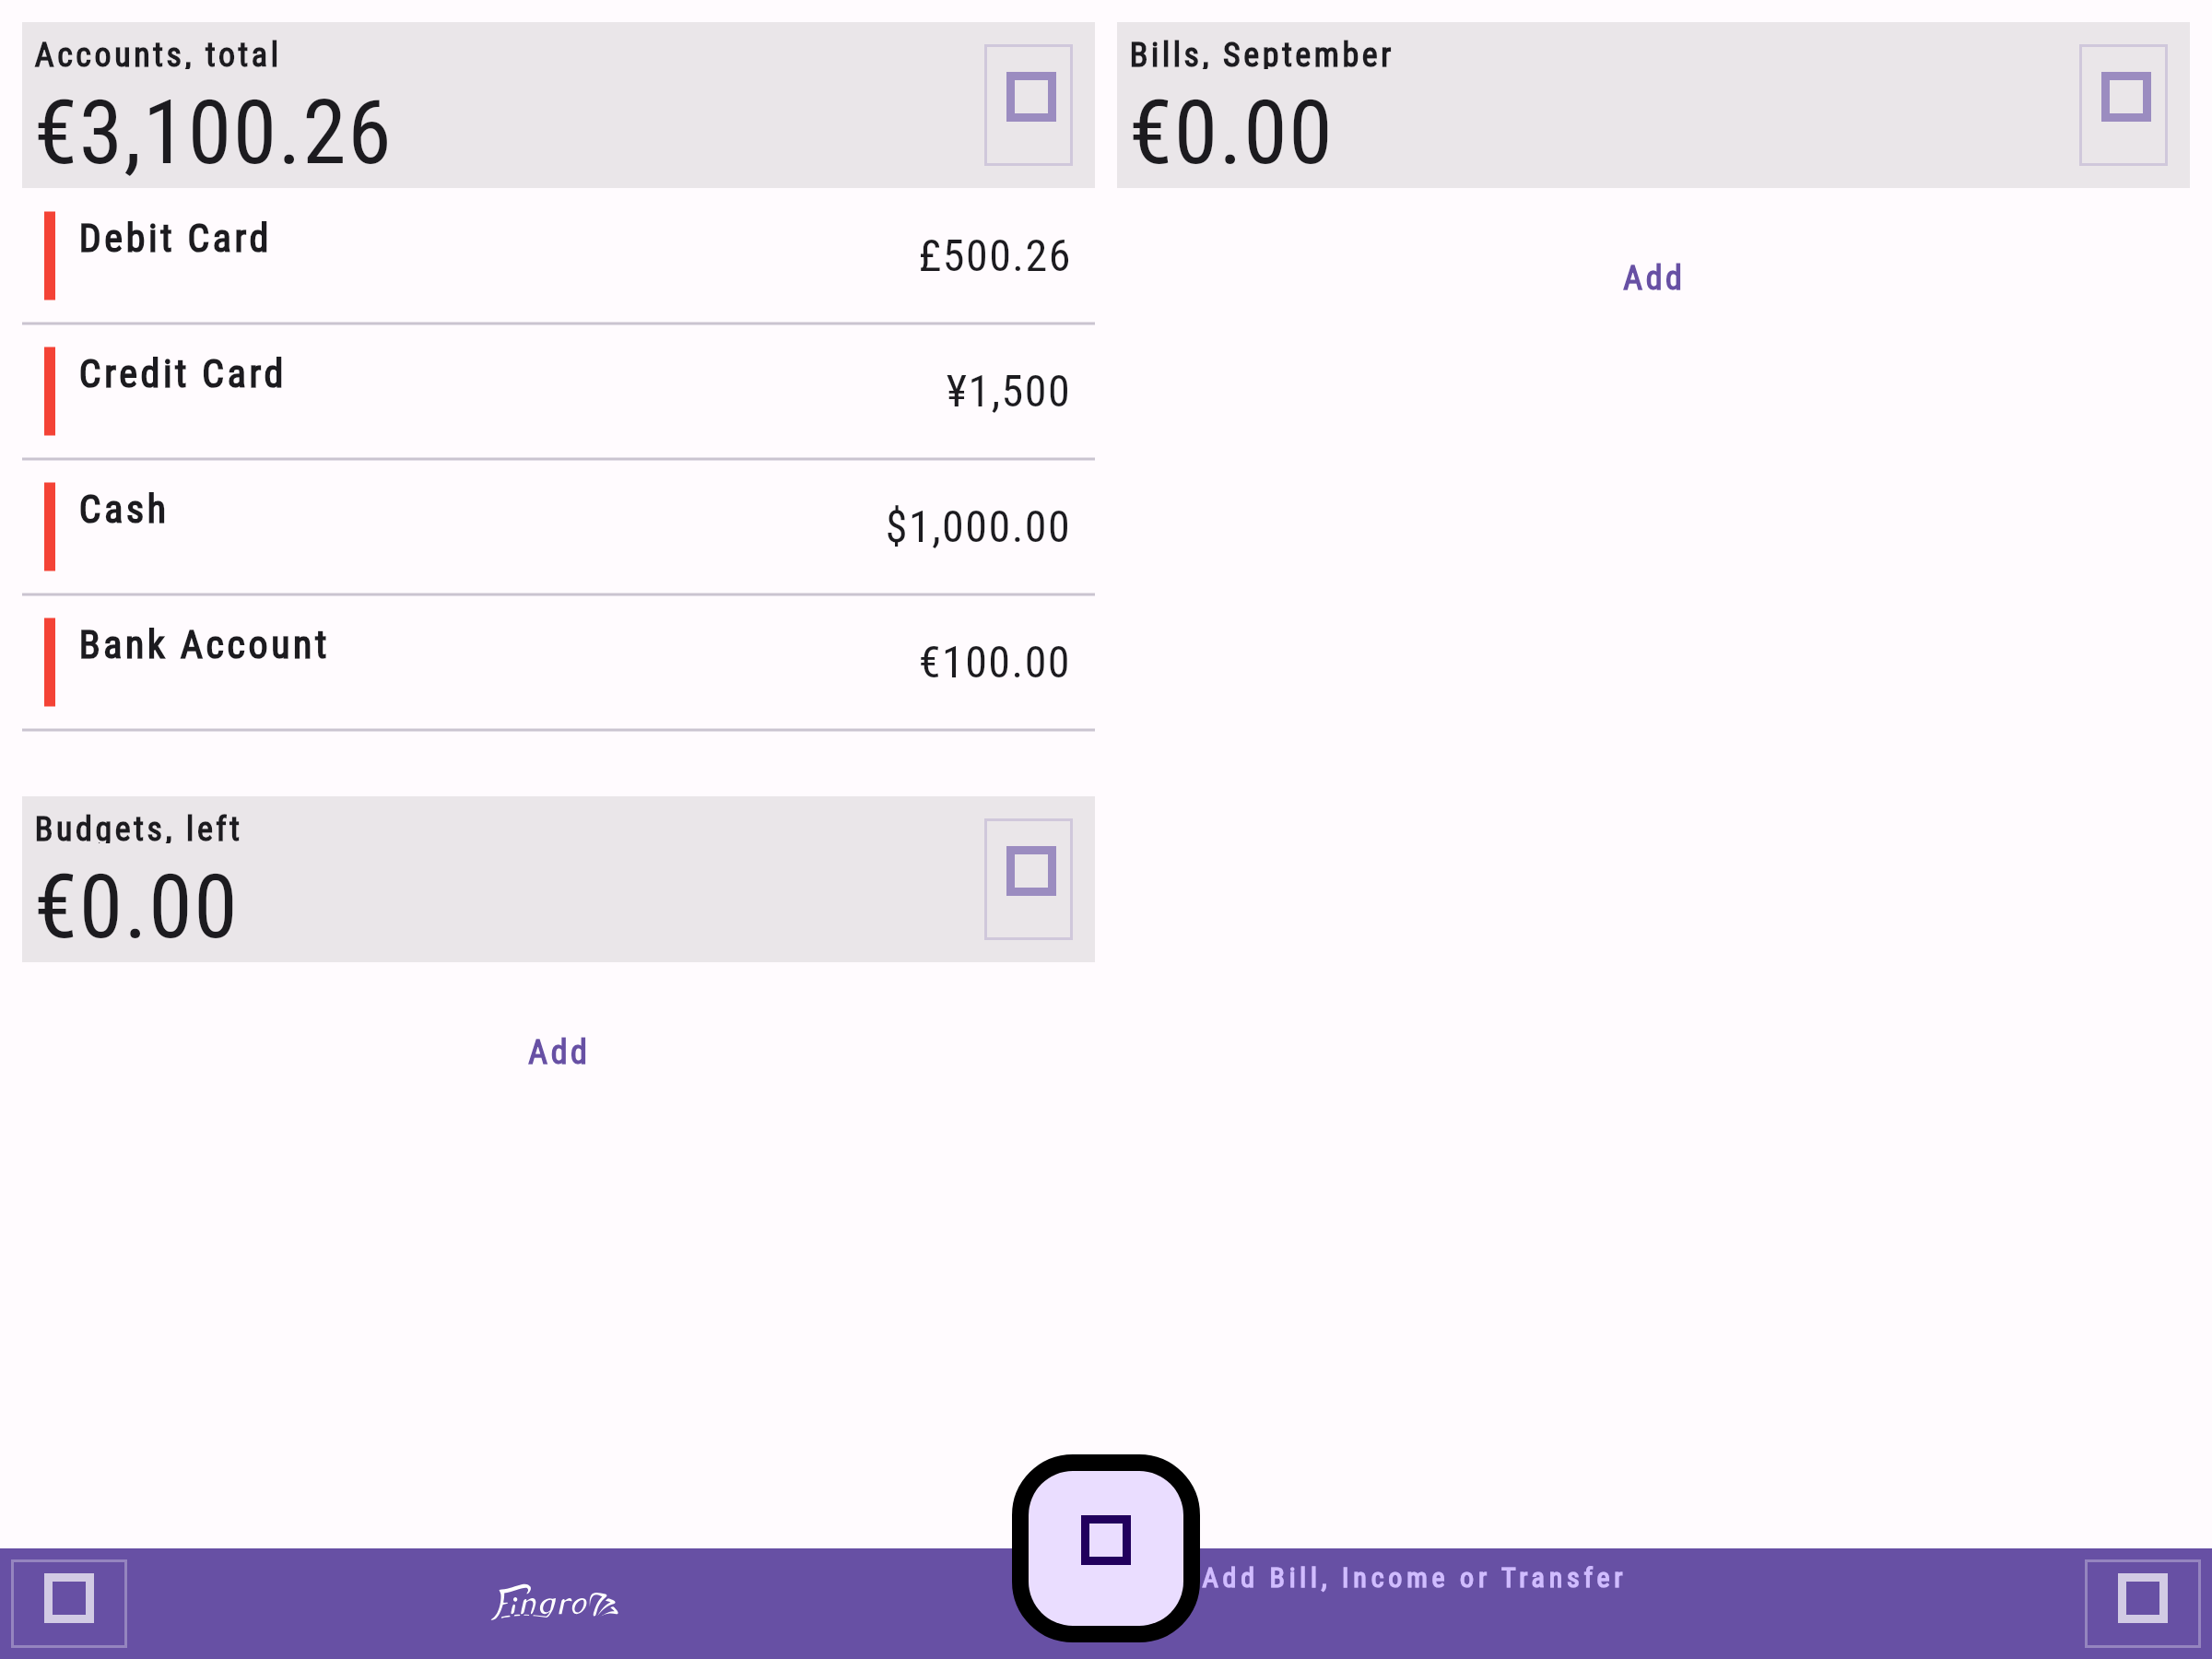 Accounts, total
€3,100.26
Debit Card
£500.26
Credit Card
¥1,500
Cash
$1,000.00
Bank Account
€100.00
Budgets, left
€0.00
Add
Bills, September
€0.00
Add
Add Bill, Income or Transfer